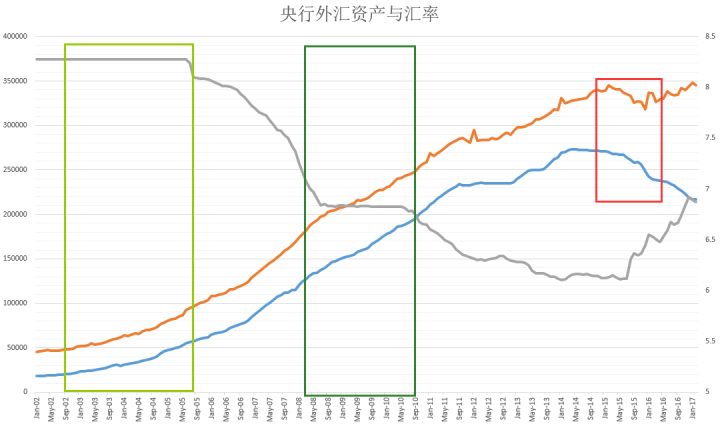 央行外汇资产与汇率
400000
350000
300000
250000
200000
150000
100000
50000
0
8.5
8
7.5
7
6.5
6
5.5
5
Jan-02
May-02
Sep-02
Jan-03
May-03
Sep-03
Jan-04
May-04
Sep-04
Jan-05
May-05
Sep-05
Jan-06
May-06
Sep-06
Jan-07
May-07
Sep-07
Jan-08
May-08
Sep-08
Jan-09
May-09
Sep-09
Jan-10
May-10
Sep-10
Jan-11
May-11
Sep-11
Jan-12
May-12
Sep-12
Jan-13
May-13
Sep-13
Jan-14
May-14
Sep-14
Jan-15
May-15
Sep-15
Jan-16
May-16
Sep-16
Jan-17